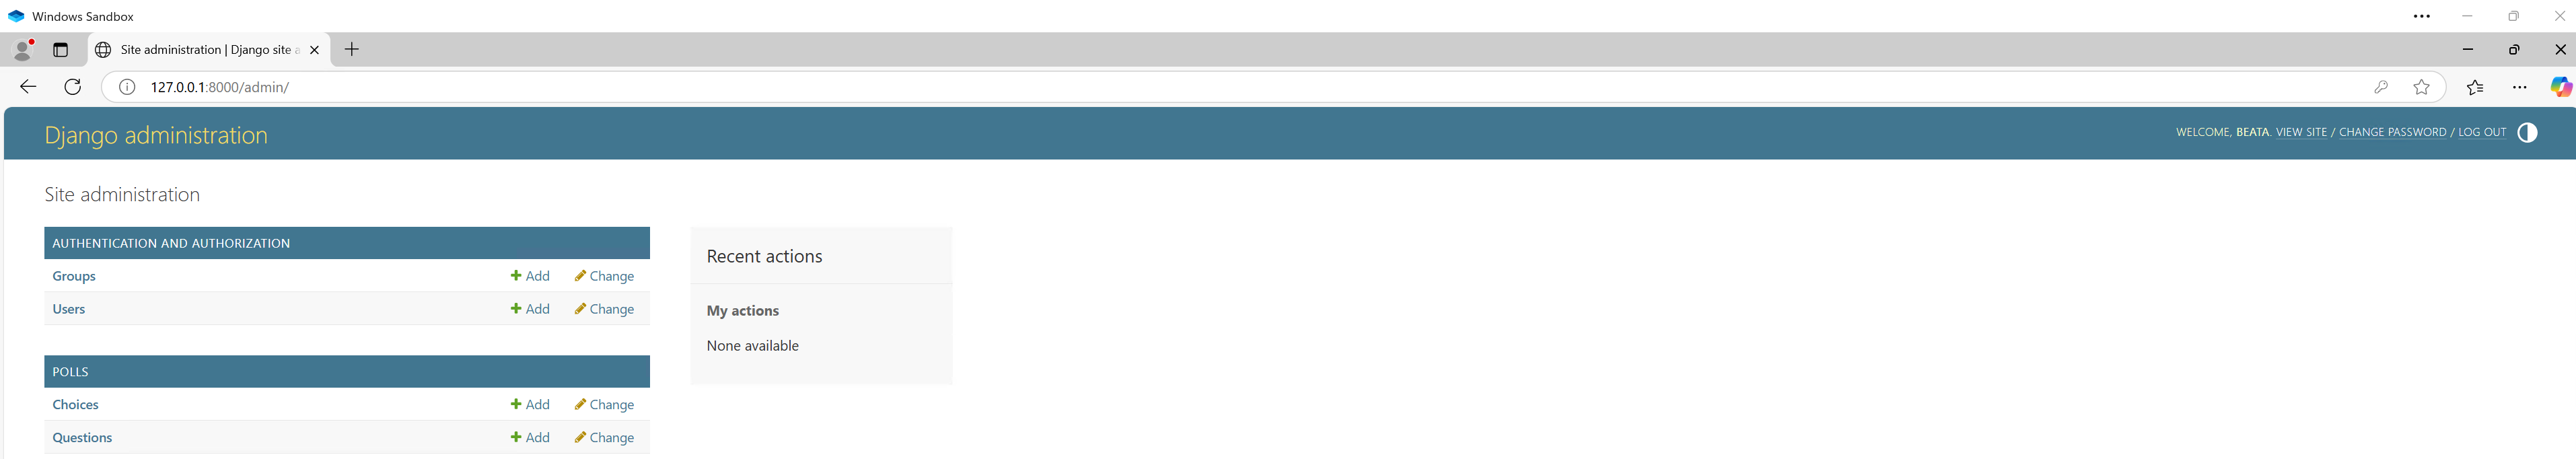 Windows Sandbox
Site administration | Django site a
127.0.0.1:8000/admin/
Django administration
WELCOME, BEATA. VIEW SITE / CHANGE PASSWORD / LOG OUT
Site administration
AUTHENTICATION AND AUTHORIZATION
Groups Add Change
Users Add Change
POLLS
Choices Add Change
Questions Add Change
Recent actions
My actions
None available